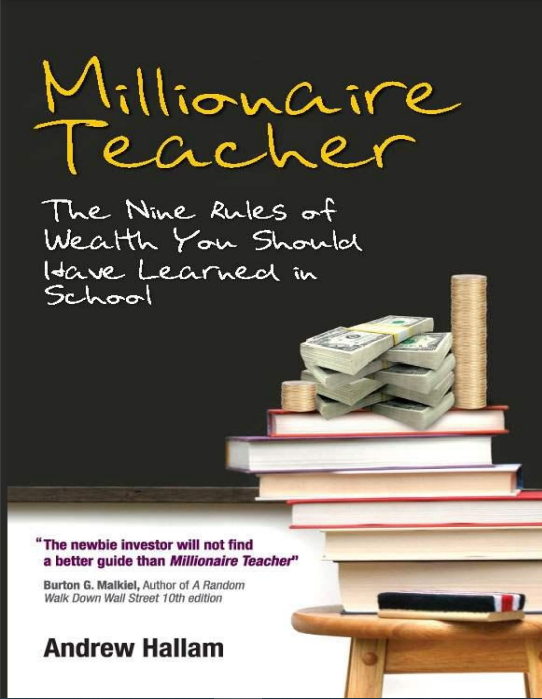 Millionaire
Teacher
The Nine Rules of
Wealth You Should
Have Learned in
School
"The newbie investor will not find
a better guide than Millionaire Teacher"
Burton G. Malkiel, Author of A Random
Walk Down Wall Street 10th edition
Andrew Hallam